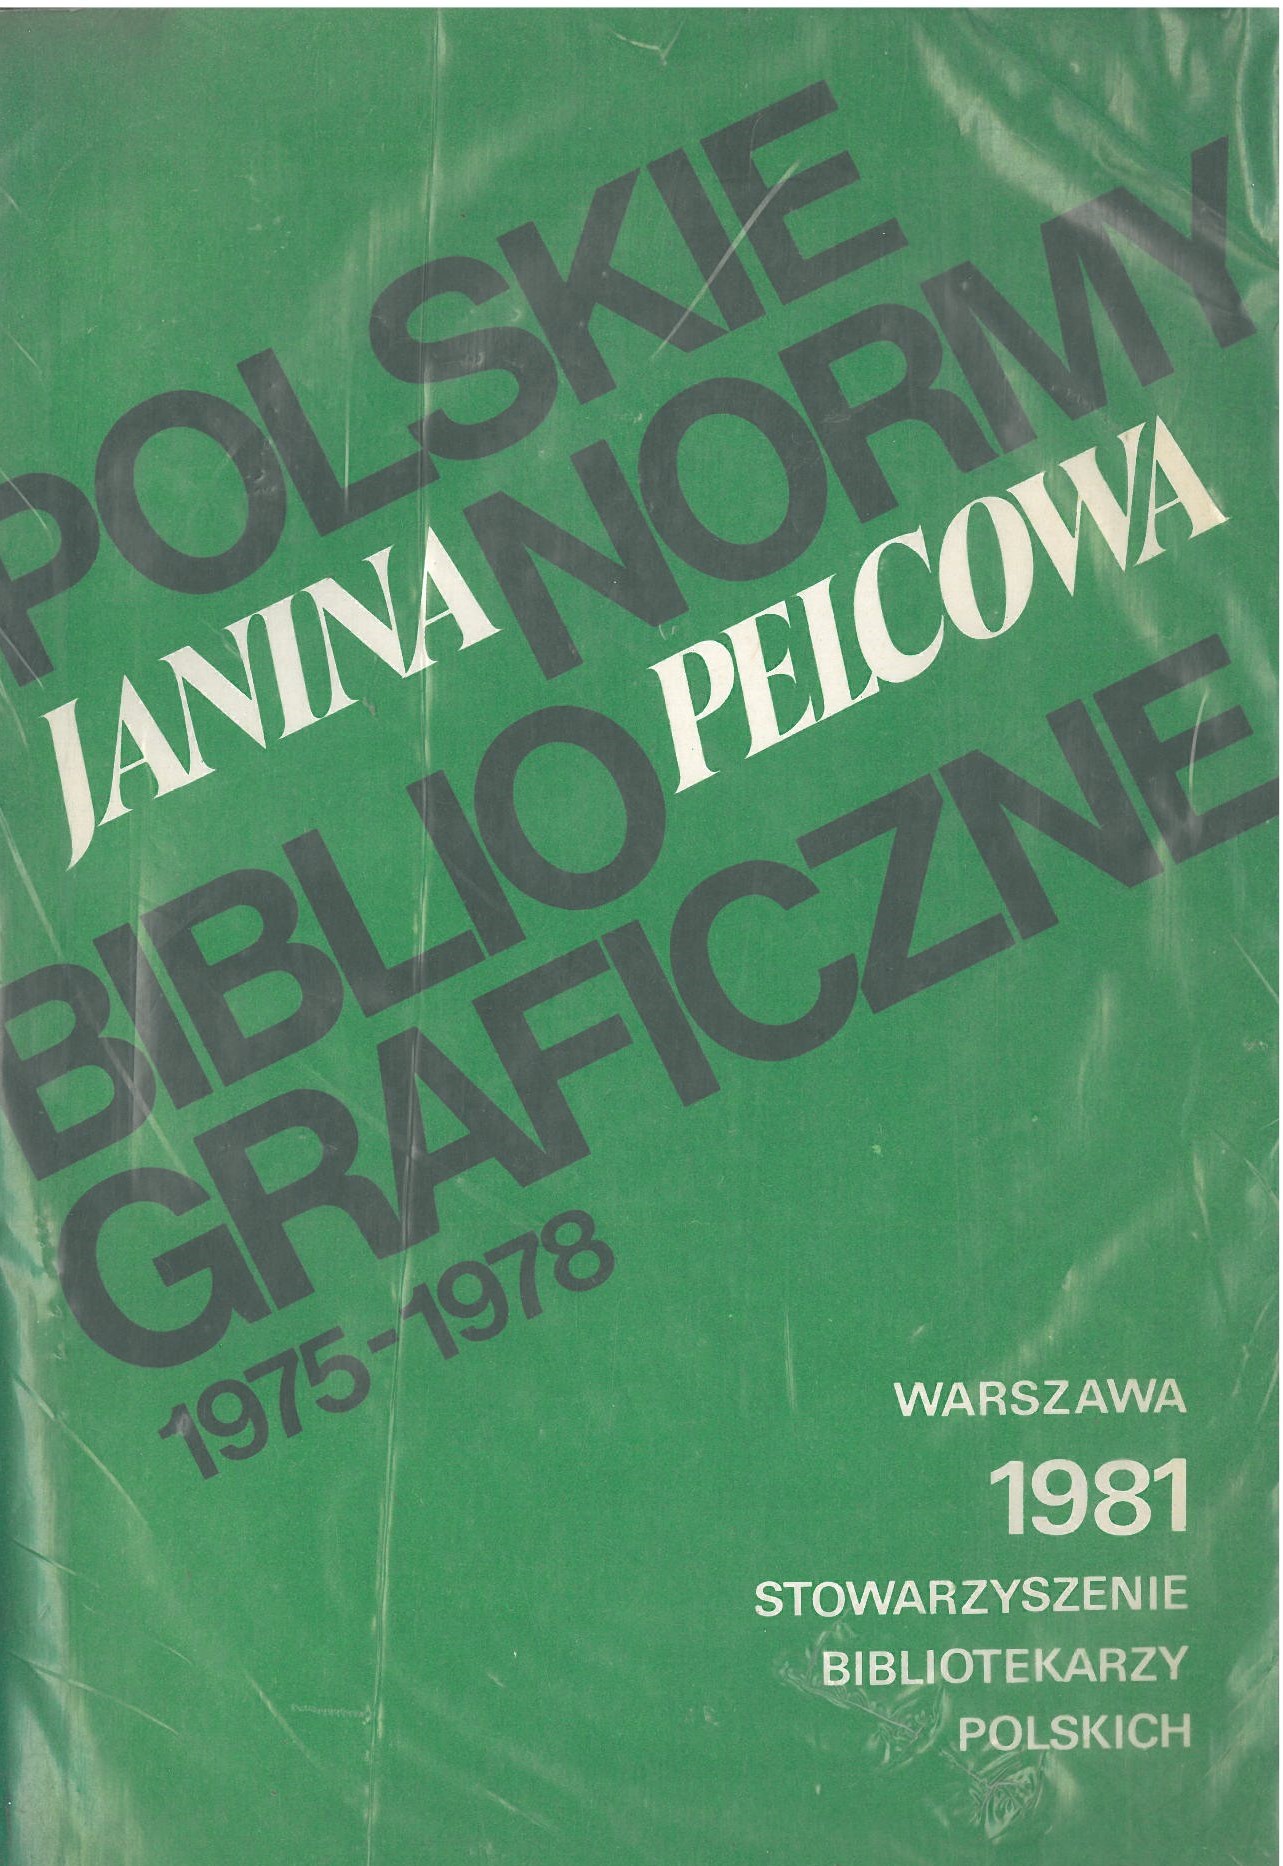 POLSKIE
NORMY
JANINA PELCOWA
BIBLIO
GRAFICZNE
1975-1978
WARSZAWA
1981
STOWARZYSZENIE
BIBLIOTEKARZY
POLSKICH